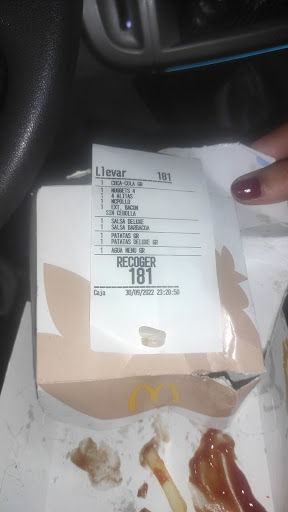 Llevar 181
1 COCA-COLA GR
1 NUGGETS 4
1 4 ALITAS
1 MCPOLLO
1 EXT. BACON
SIN CEBOLLA
1 SALSA DELUXE
1 SALSA BARBACOA
1 PATATAS GR
1 PATATAS DELUXE GR
1 AGUA MENU GR
RECOGER
181
Caja 30/09/2022 23:20:50